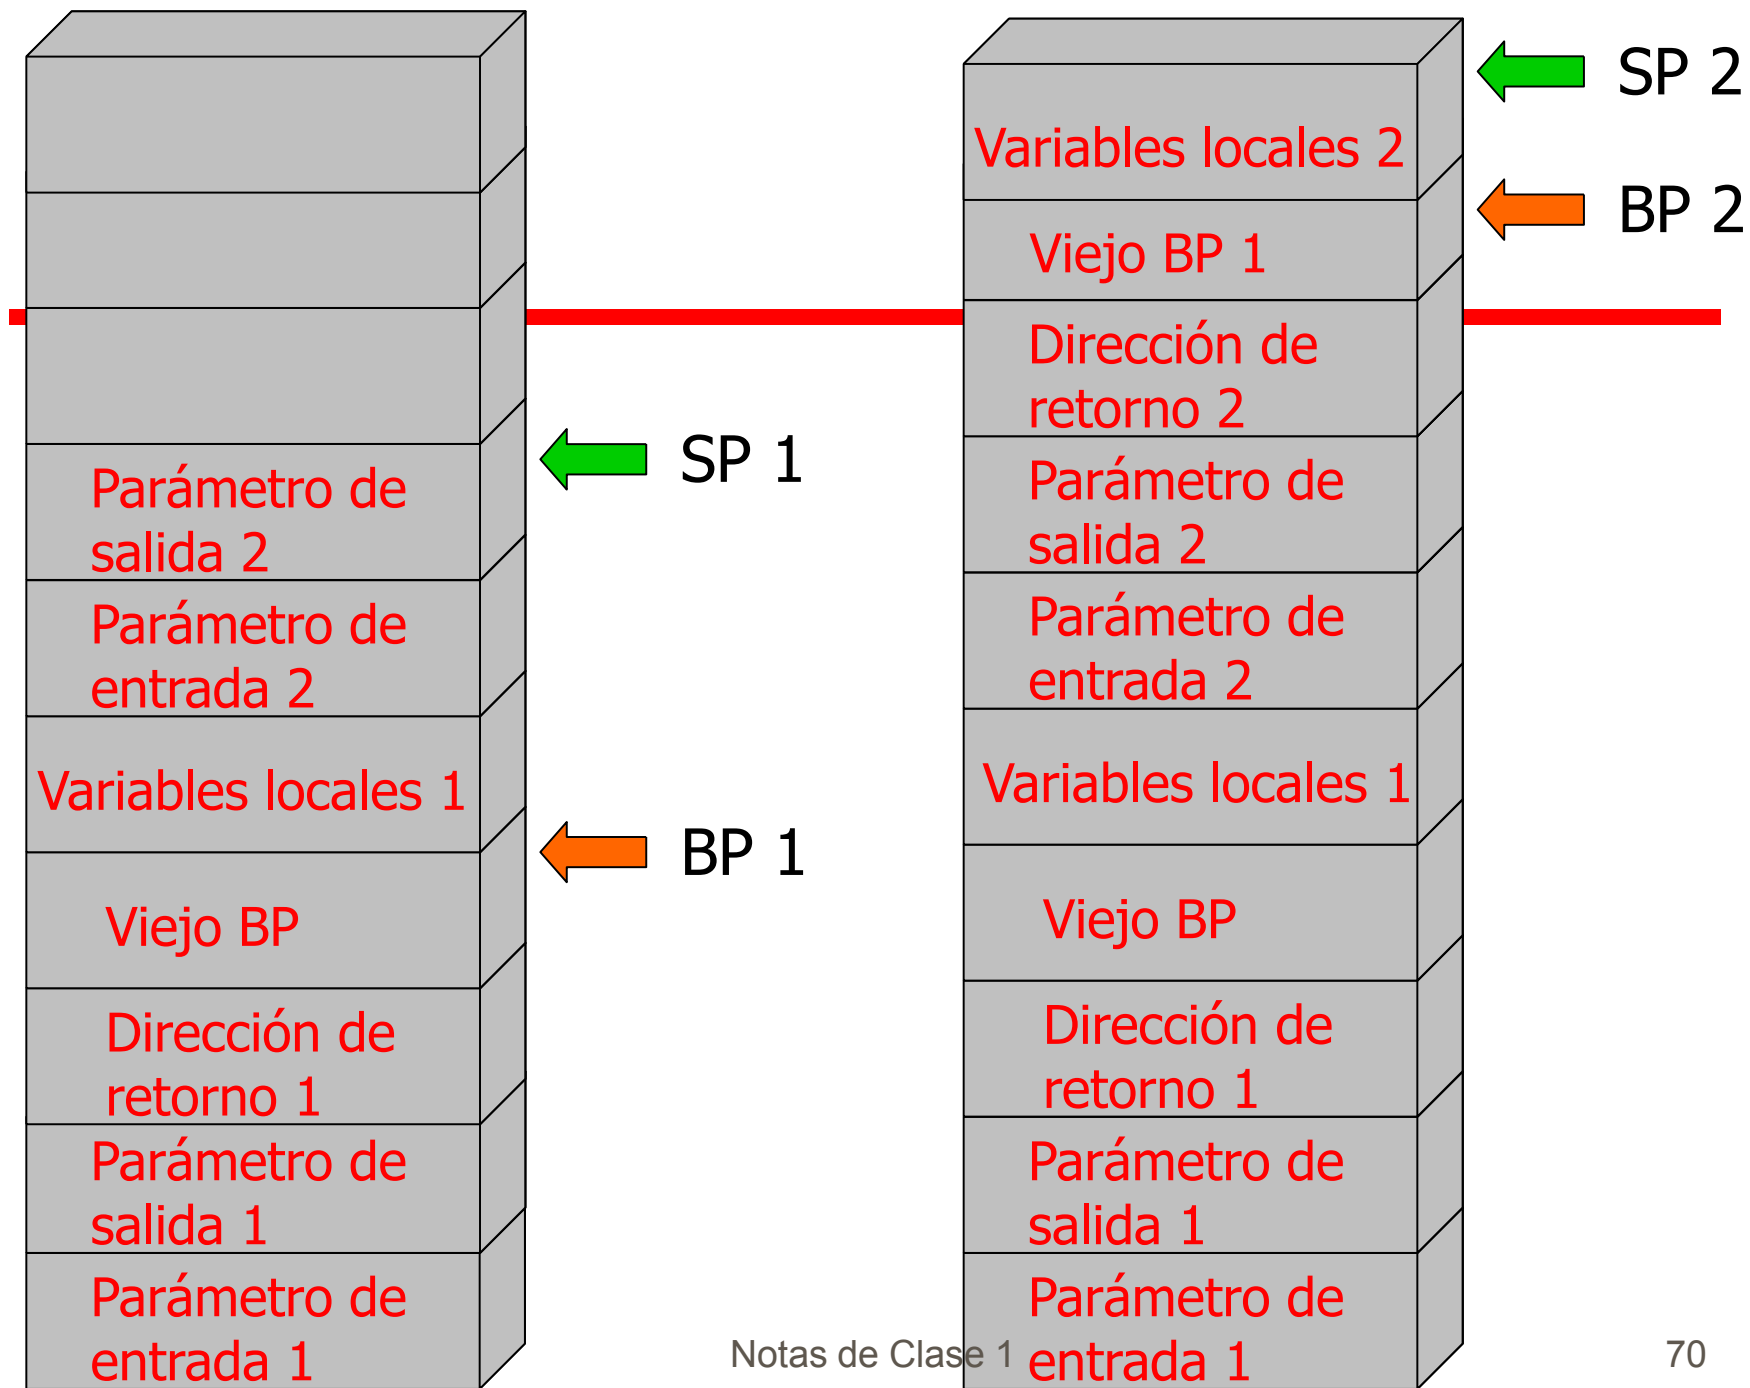 Parámetro de
salida 2
Parámetro de
entrada 2
Variables locales 1
Viejo BP
Dirección de
retorno 1
Parámetro de
salida 1
Parámetro de
entrada 1
SP 1
BP 1
Variables locales 2
Viejo BP 1
Dirección de
retorno 2
Parámetro de
salida 2
Parámetro de
entrada 2
Variables locales 1
Viejo BP
Dirección de
retorno 1
Parámetro de
salida 1
Parámetro de
entrada 1
SP 2
BP 2
Notas de Clase 1
70